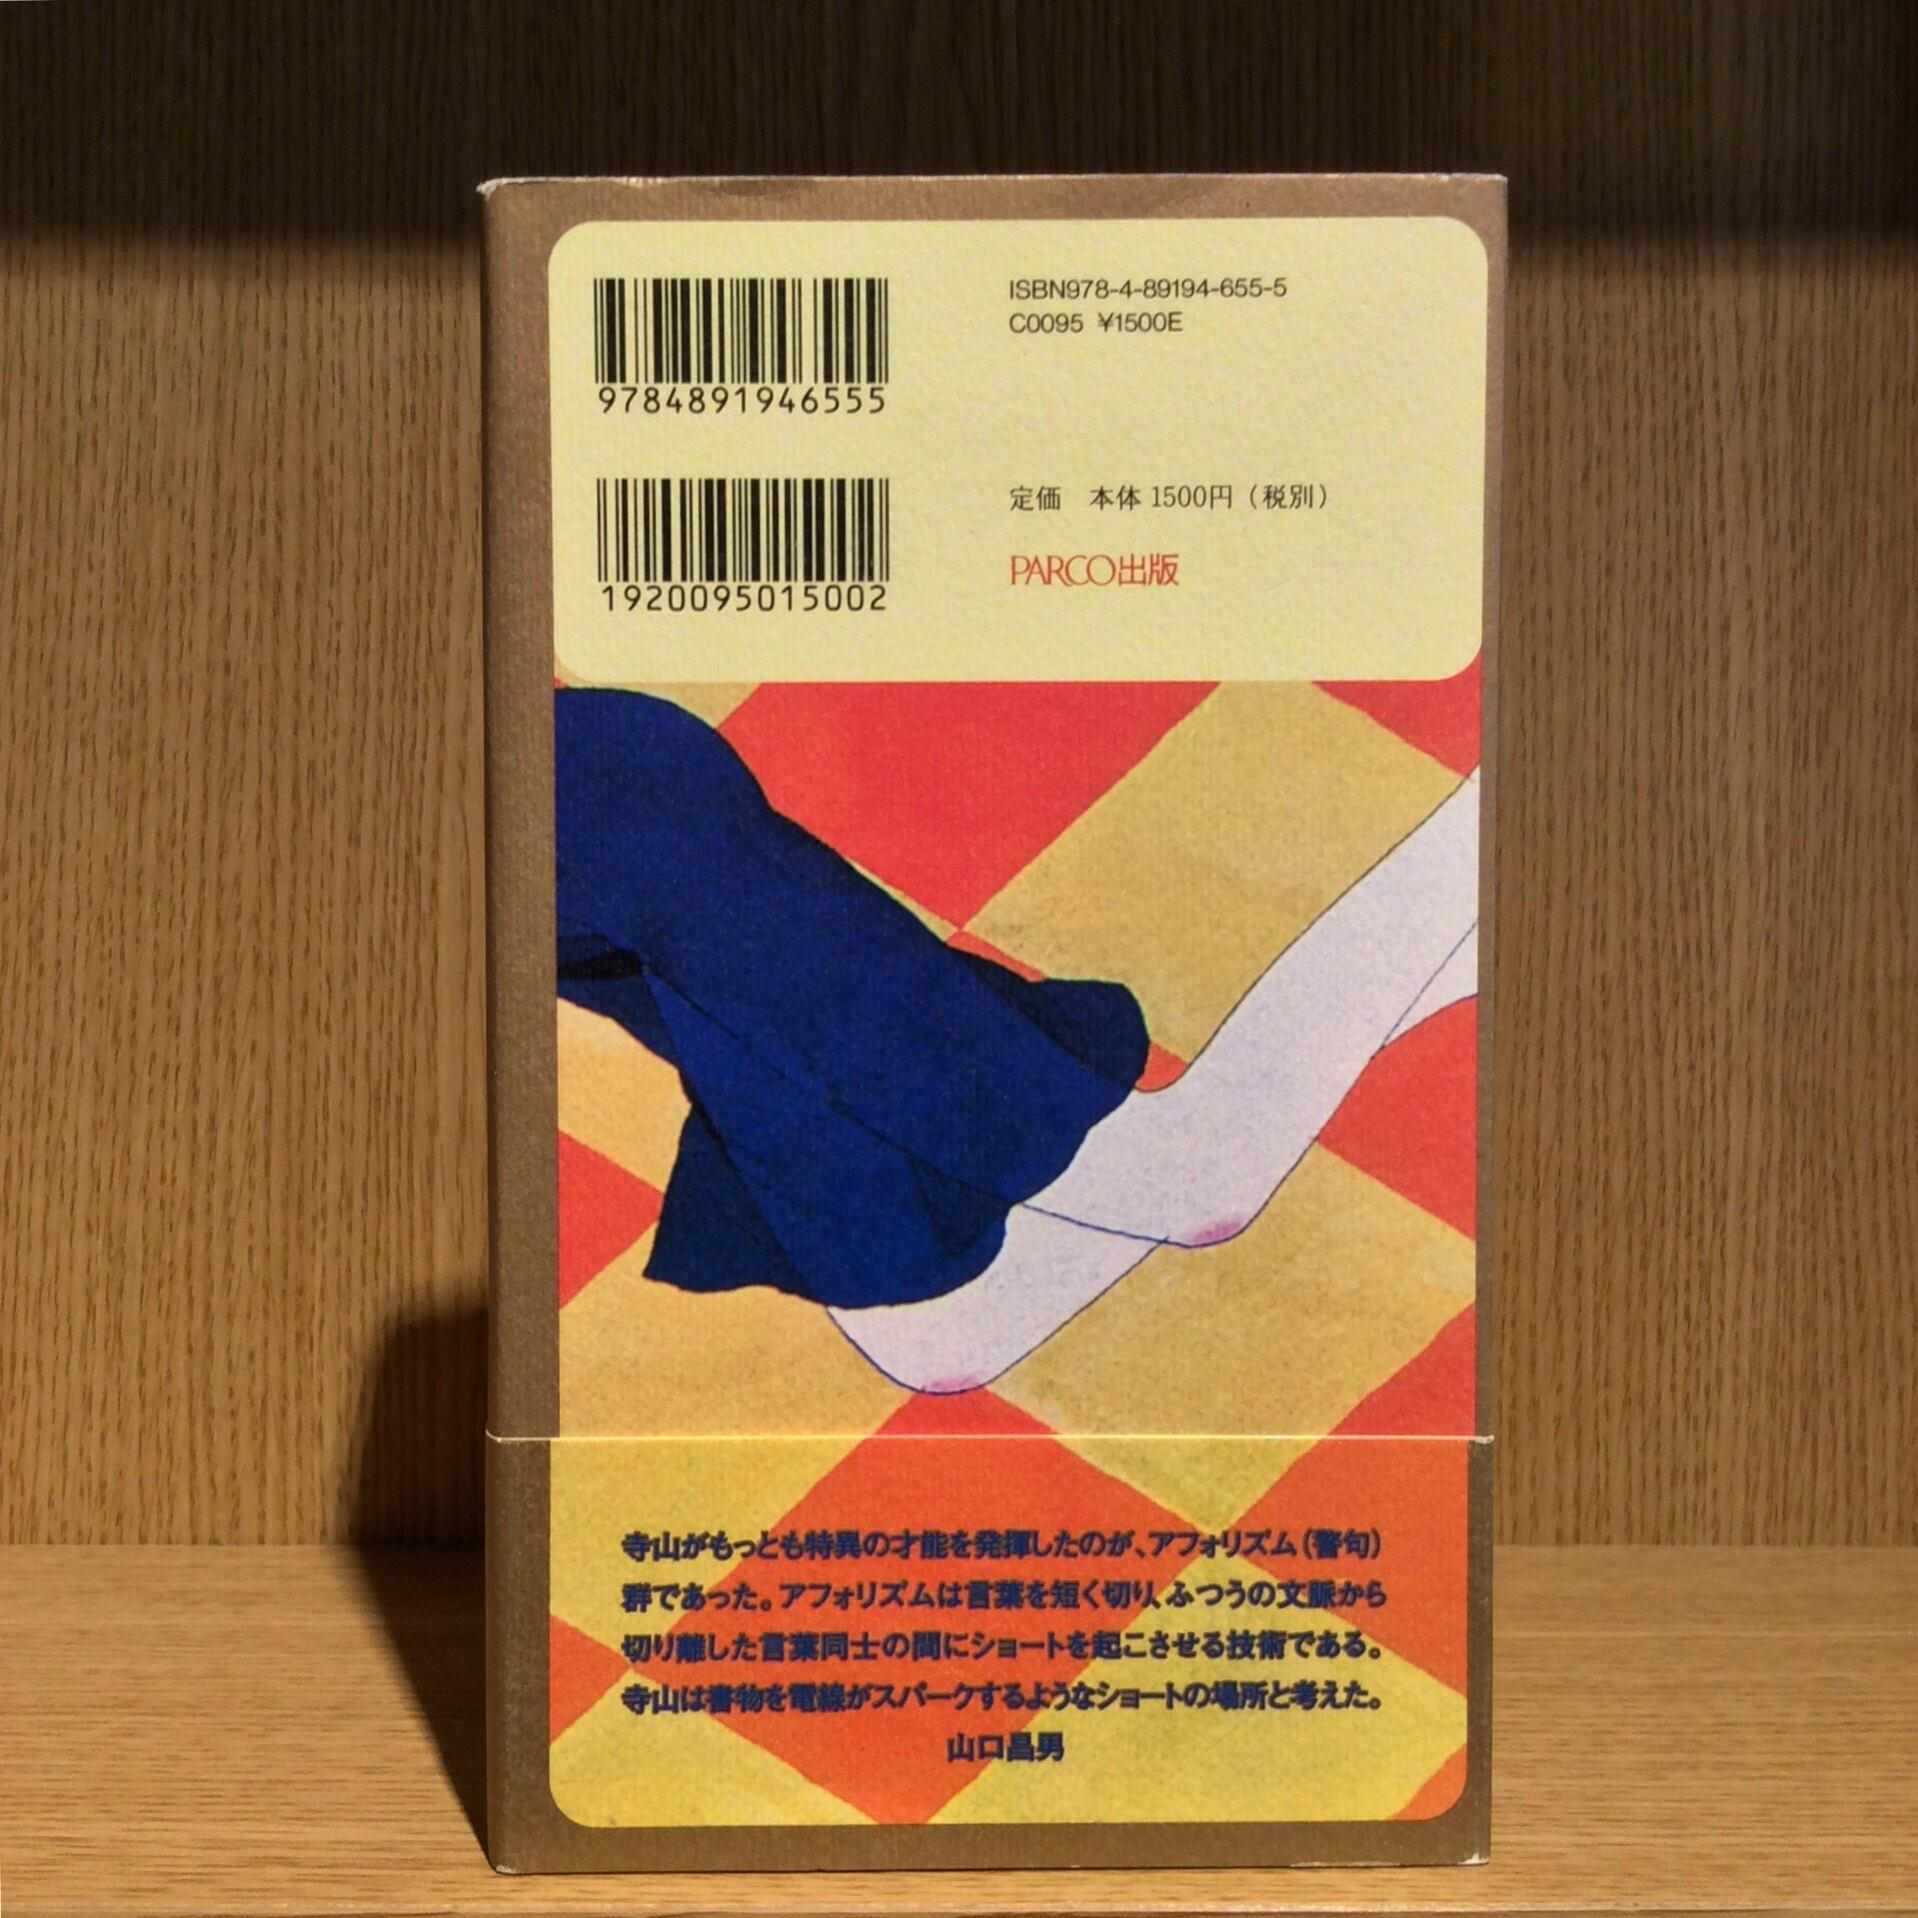 9784891946555
ISBN978-4-89194-655-5
C0095 ¥1500E
1920095015002
定価 本体1500円（税別）
PARCO出版
寺山がもっとも特異の才能を発揮したのが、アフォリズム（警句）
群であった。アフォリズムは言葉を短く切り、ふつうの文脈から
切り離した言葉同士の間にショートを起こさせる技術である。
寺山は書物を電線がスパークするようなショートの場所と考えた。
山口昌男